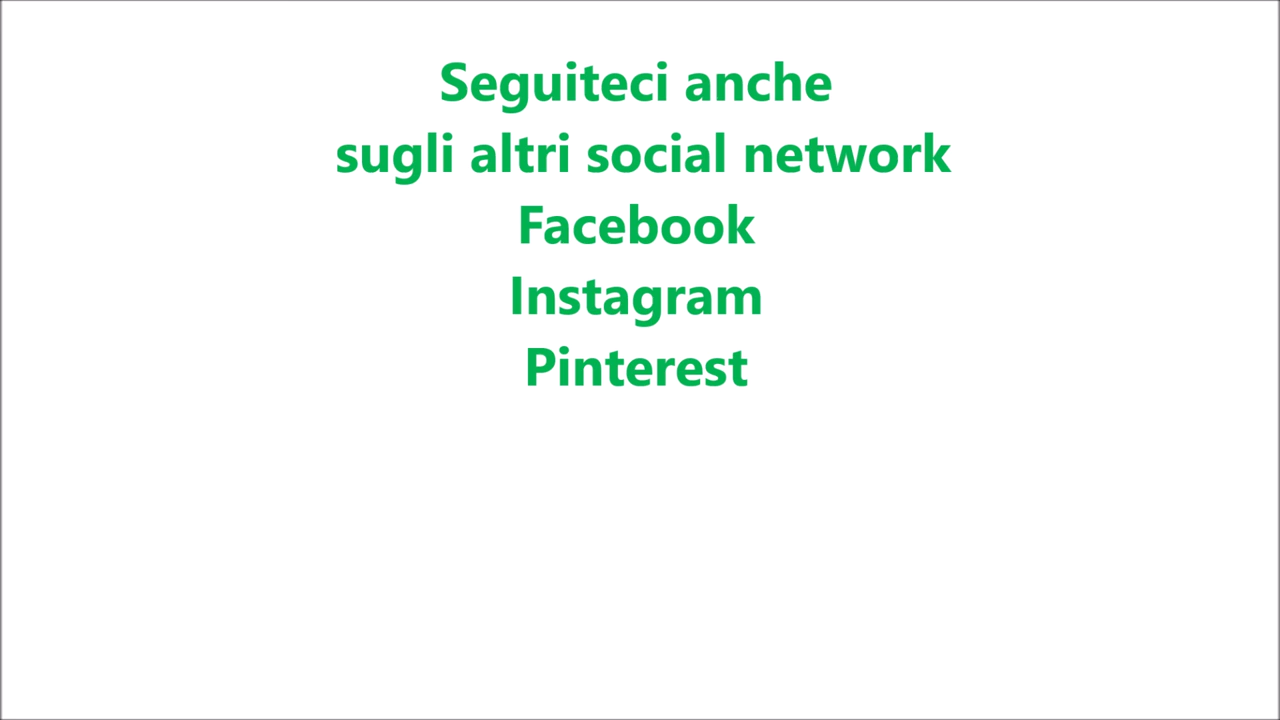 Seguiteci anche
sugli altri social network
Facebook
Instagram
Pinterest